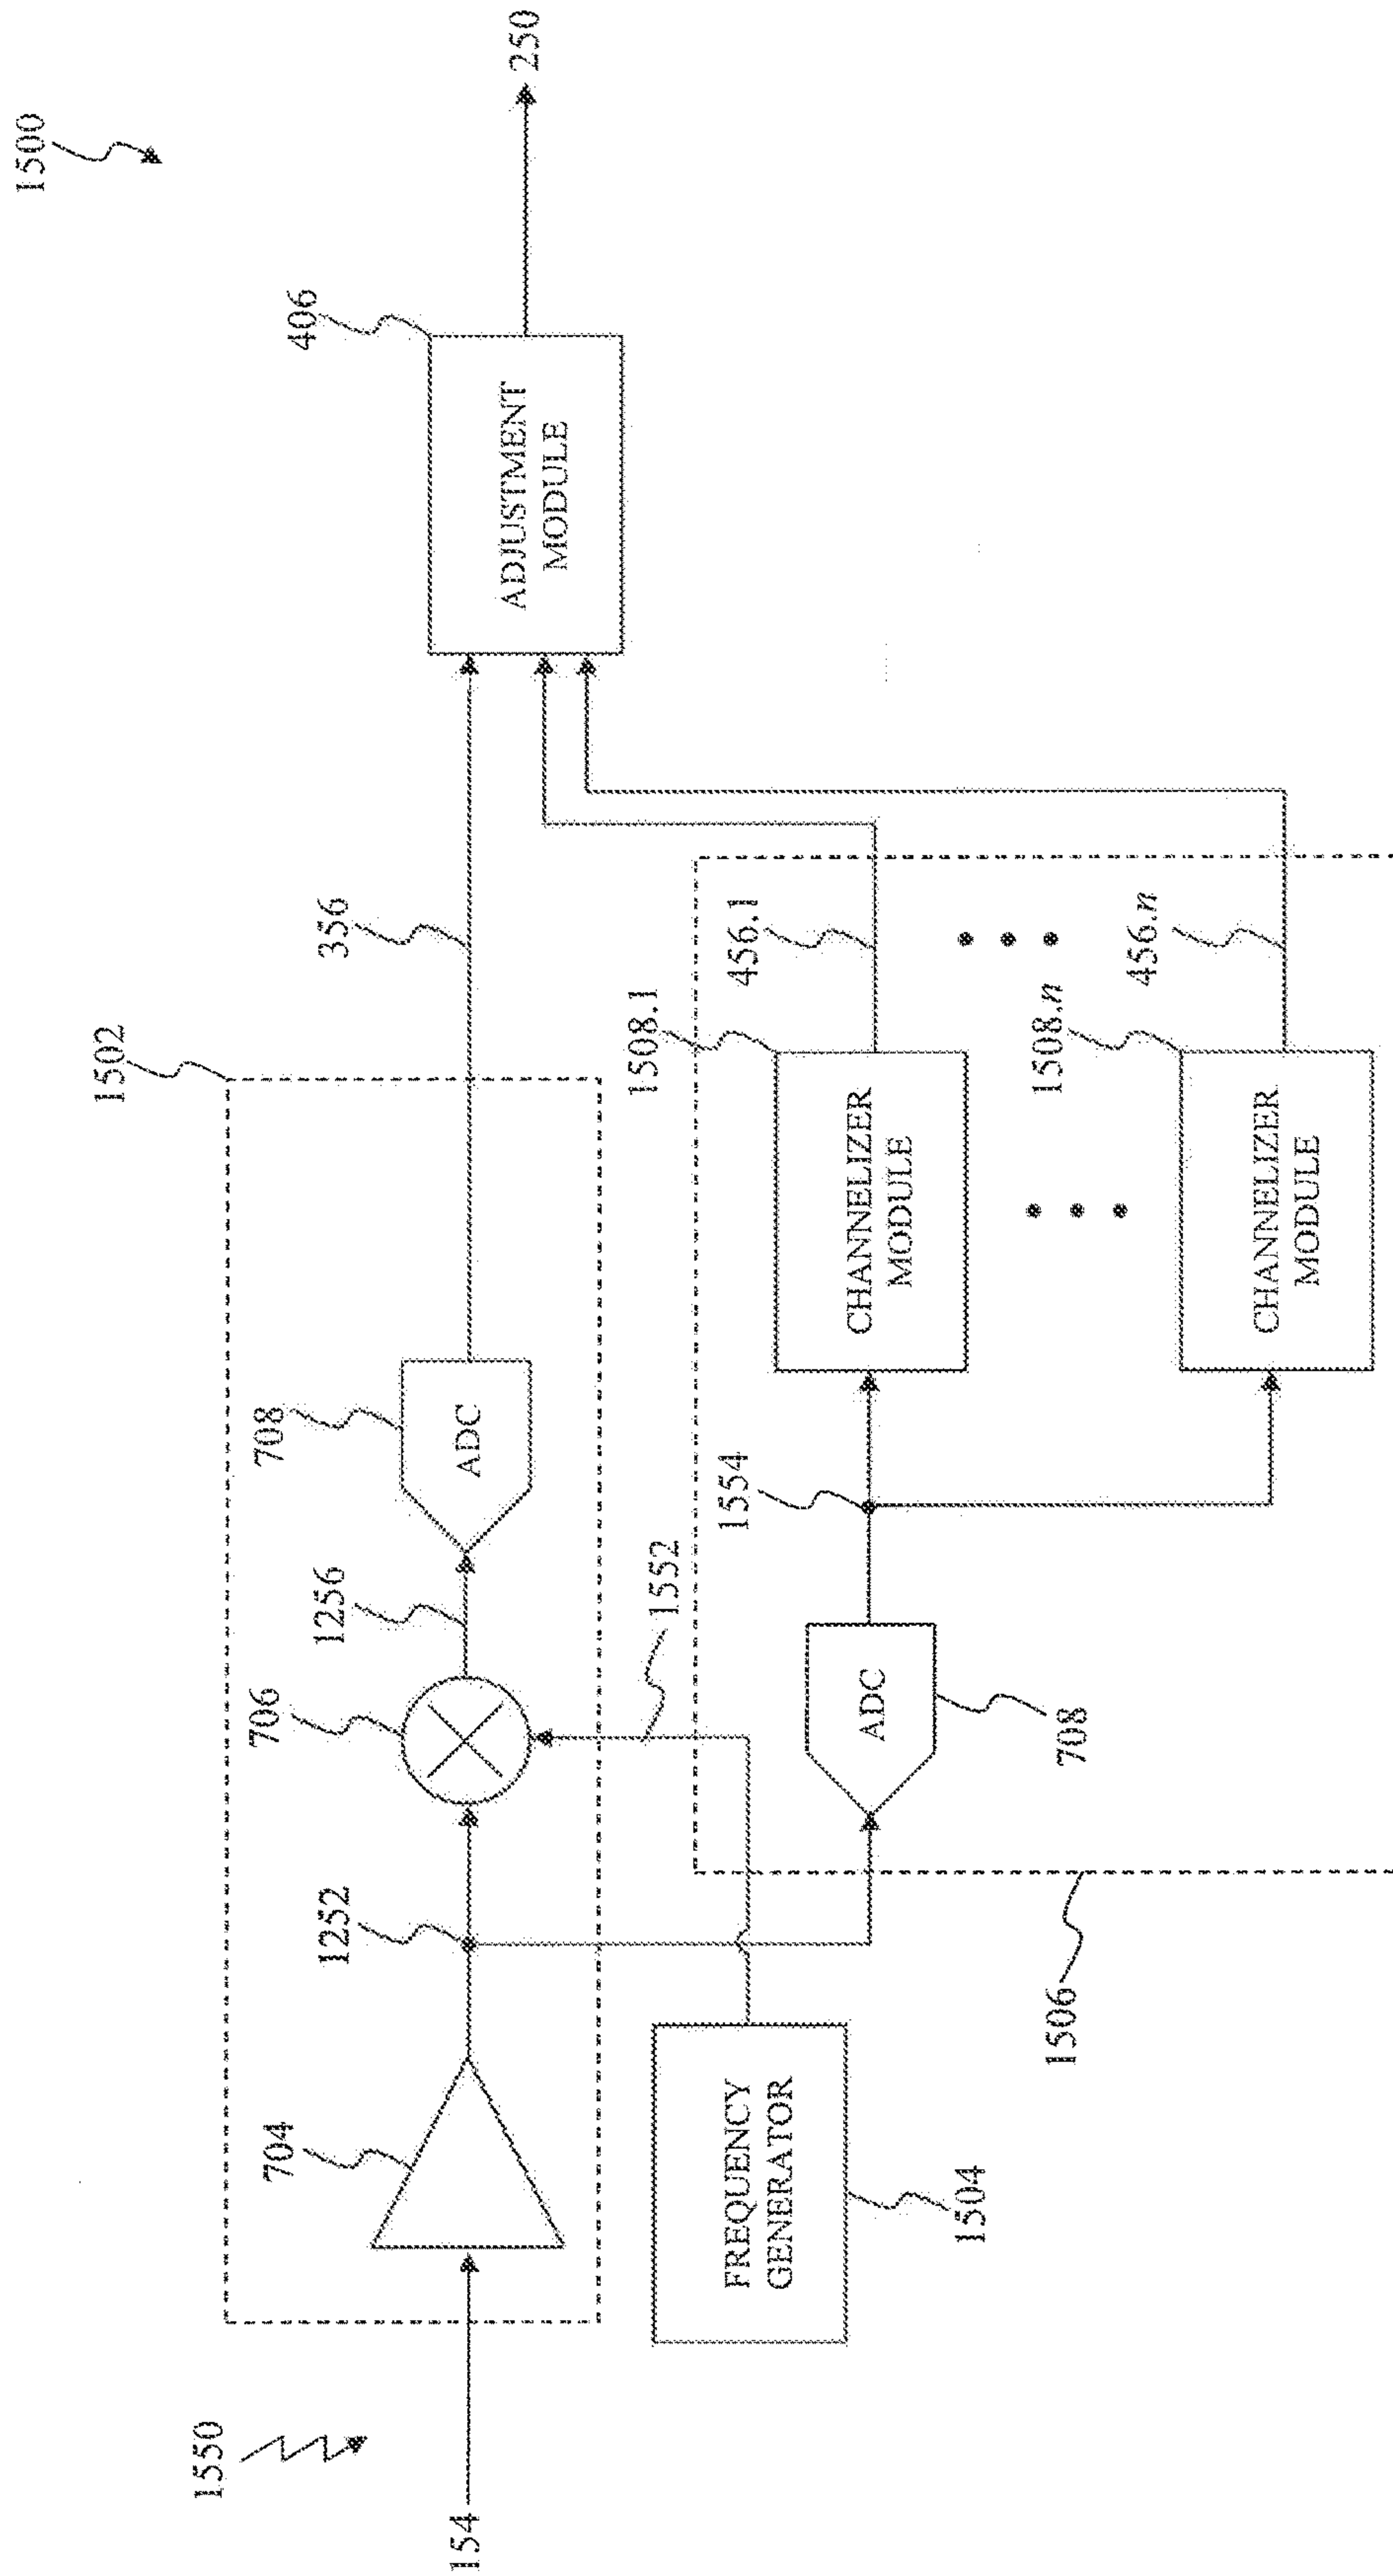 1500
1502
406
250
356
ADJUSTMENT
MODULE
708
ADC
1256
706
1252
704
1550
154
1552
FREQUENCY
GENERATOR
1504
1554
1508.1
456.1
CHANNELIZER
MODULE
1508.n
456.n
CHANNELIZER
MODULE
ADC
708
1506